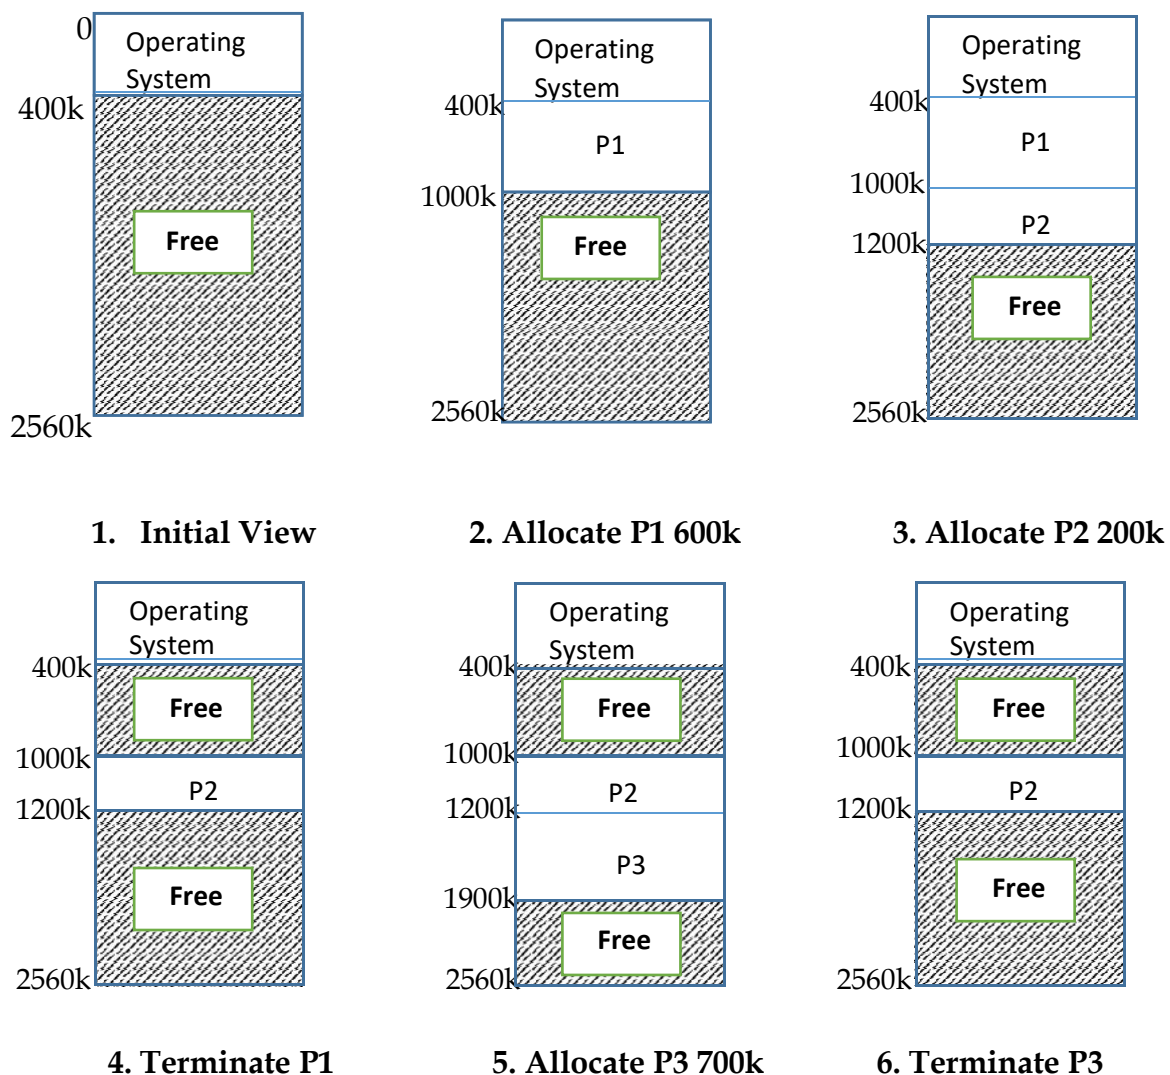 0
Operating
System
400k
Free
2560k
Operating
System
400k
P1
1000k
Free
2560k
Operating
System
400k
P1
1000k
P2
1200k
Free
2560k
1. Initial View
2. Allocate P1 600k
3. Allocate P2 200k
Operating
System
400k
Free
1000k
P2
1200k
Free
2560k
Operating
System
400k
Free
1000k
P2
1200k
P3
1900k
Free
2560k
Operating
System
400k
Free
1000k
P2
1200k
Free
2560k
4. Terminate P1
5. Allocate P3 700k
6. Terminate P3